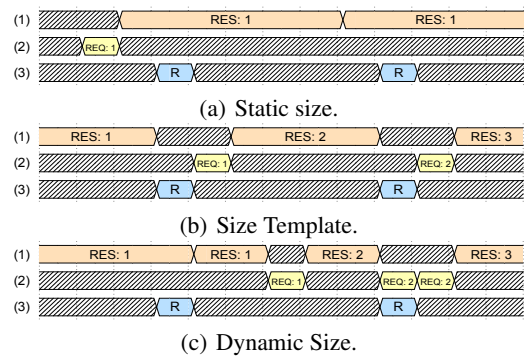 (1) RES: 1 RES: 1
(2) REQ: 1
(3) R R
(a) Static size.
(1) RES: 1 RES: 2 RES: 3
(2) REQ: 1 REQ: 2
(3) R R
(b) Size Template.
(1) RES: 1 RES: 1 RES: 2 RES: 3
(2) REQ: 1 REQ: 2 REQ: 2
(3) R R
(c) Dynamic Size.